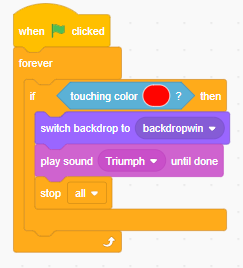 when clicked
forever
if touching color ? then
switch backdrop to backdropwin
play sound Triumph until done
stop all